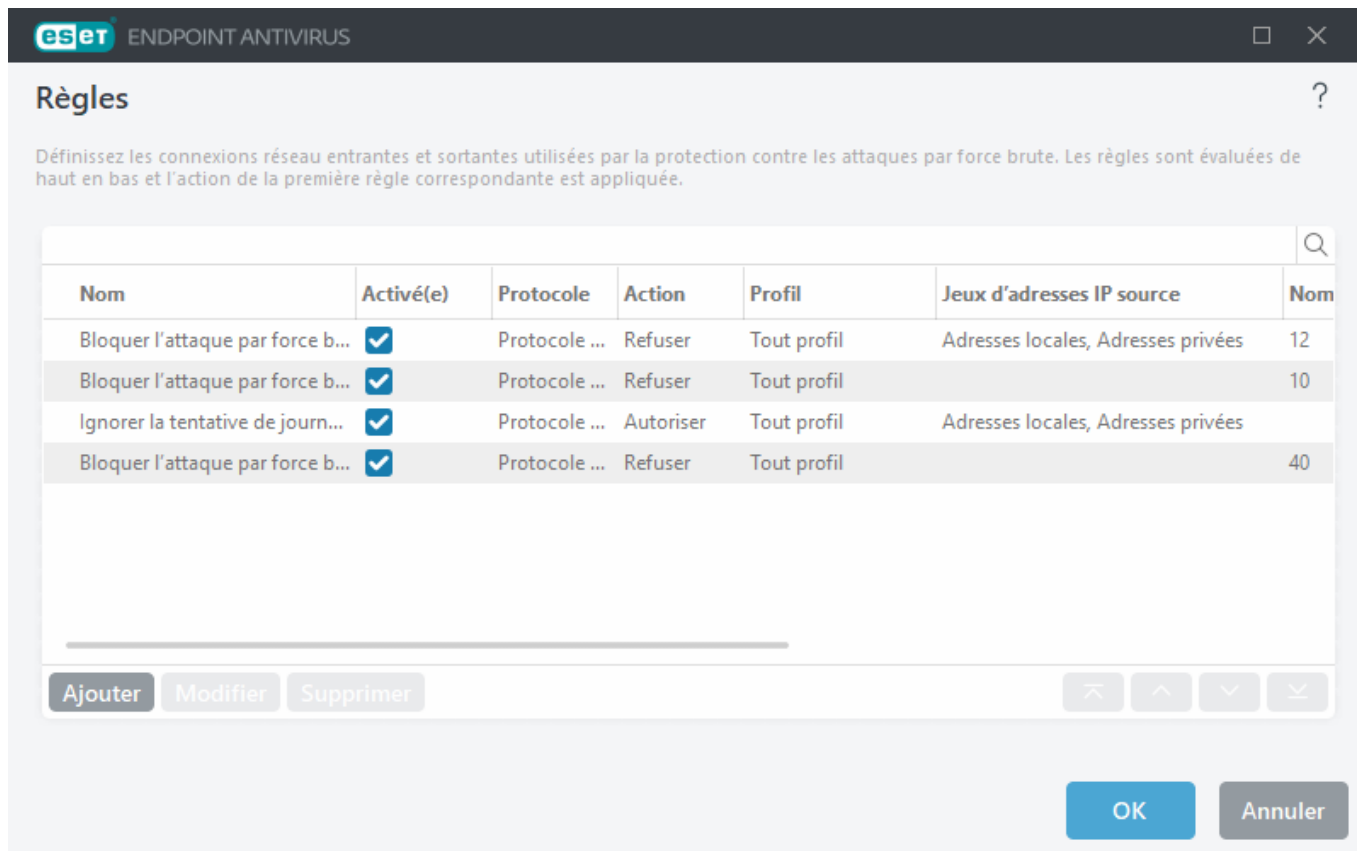 eset ENDPOINT ANTIVIRUS
Règles
?
Définissez les connexions réseau entrantes et sortantes utilisées par la protection contre les attaques par force brute. Les règles sont évaluées de
haut en bas et l'action de la première règle correspondante est appliquée.
Nom Activé(e) Protocole Action Profil Jeux d'adresses IP source Nom
Bloquer l'attaque par force b... Protocole ... Refuser Tout profil Adresses locales, Adresses privées 12
Bloquer l'attaque par force b... Protocole ... Refuser Tout profil 10
Ignorer la tentative de journ... Protocole ... Autoriser Tout profil Adresses locales, Adresses privées
Bloquer l'attaque par force b... Protocole ... Refuser Tout profil 40
Ajouter Modifier Supprimer
OK Annuler